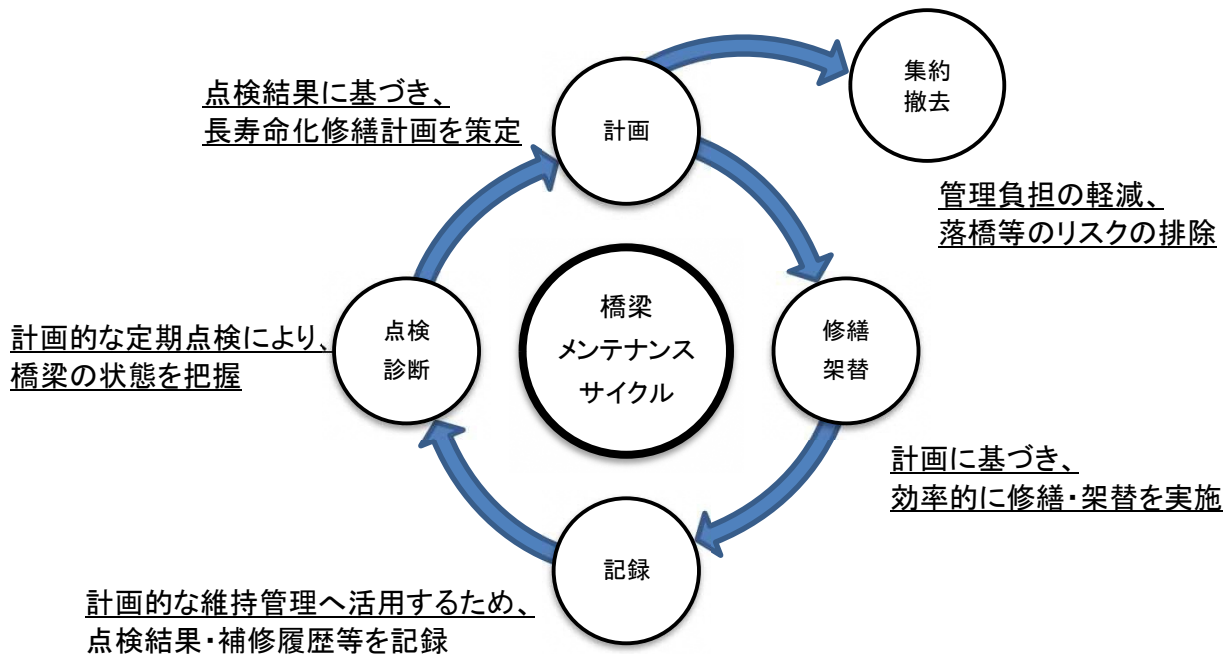 集約
撤去
点検結果に基づき、
長寿命化修繕計画を策定
計画
管理負担の軽減、
落橋等のリスクの排除
橋梁
メンテナンス
サイクル
点検
診断
修繕
架替
計画的な定期点検により、
橋梁の状態を把握
計画に基づき、
効率的に修繕・架替を実施
記録
計画的な維持管理へ活用するため、
点検結果・補修履歴等を記録